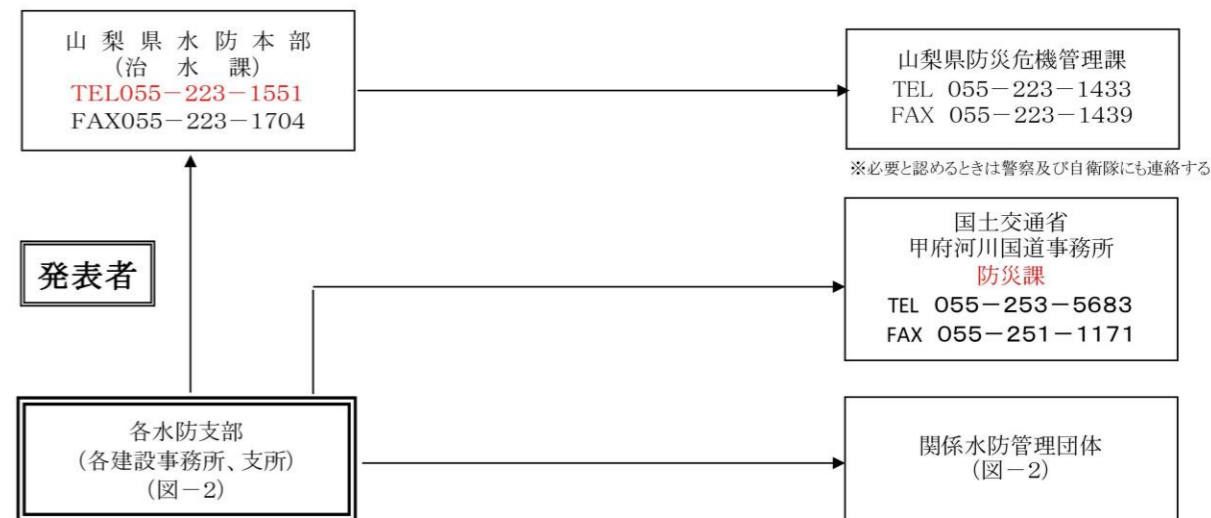 山 梨 県 水 防 本 部
(治 水 課)
TEL055－223－1551
FAX055－223－1704
山梨県防災危機管理課
TEL 055－223－1433
FAX 055－223－1439
※必要と認めるときは警察及び自衛隊にも連絡する
発表者
国土交通省
甲府河川国道事務所
防災課
TEL 055－253－5683
FAX 055－251－1171
各水防支部
(各建設事務所、支所)
(図－2)
関係水防管理団体
(図－2)